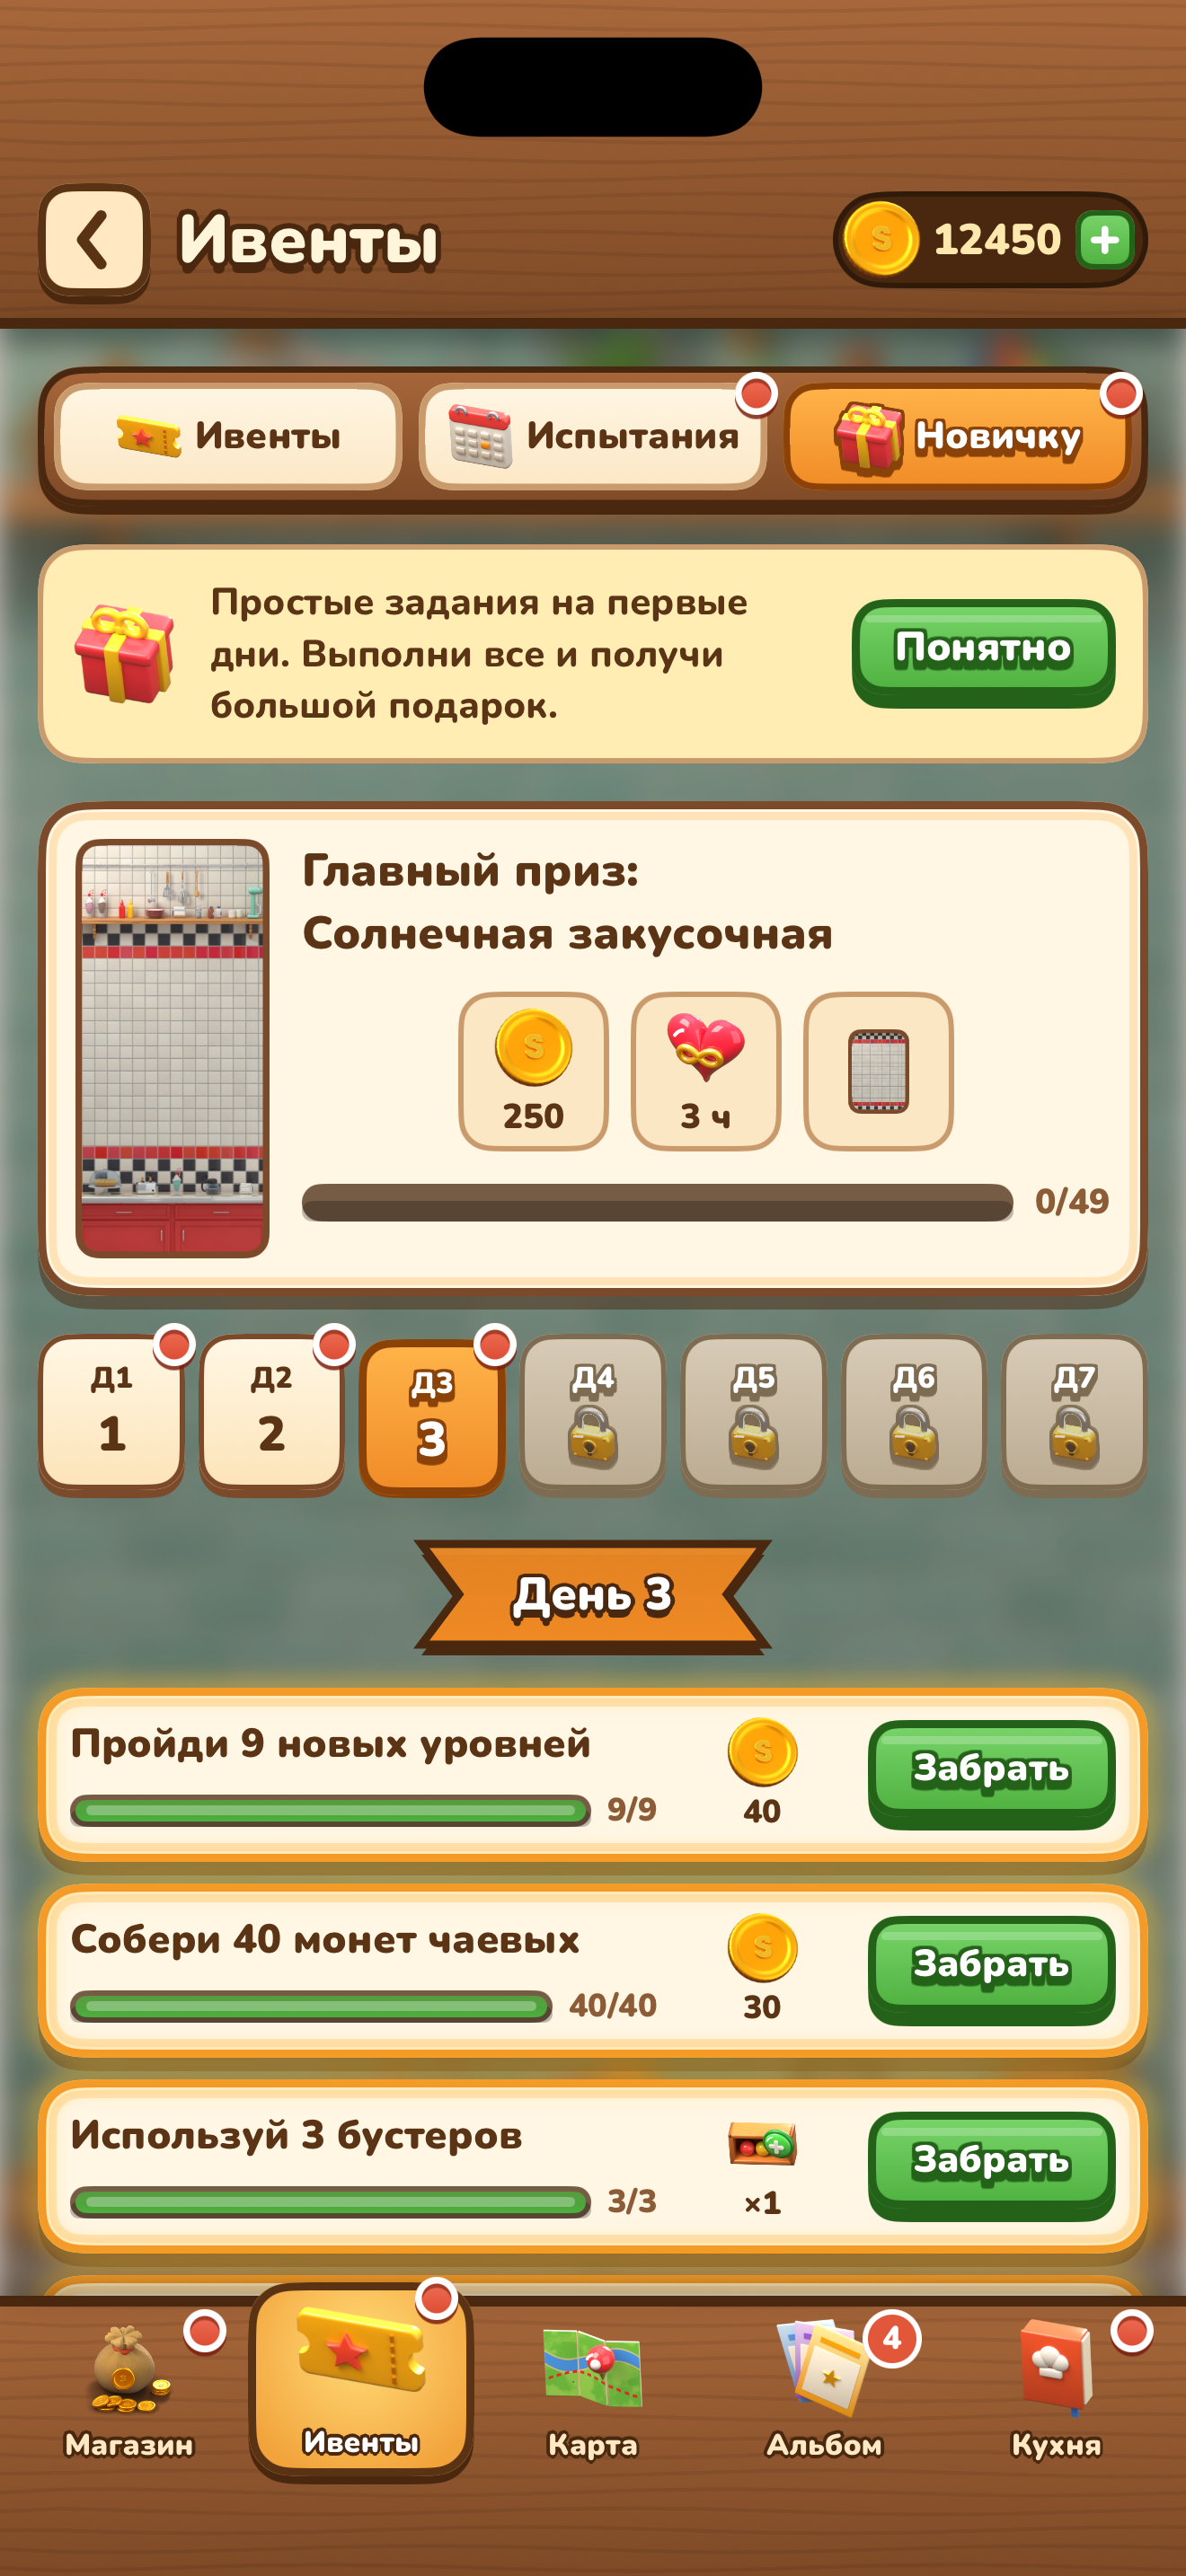 Ивенты
12450
Ивенты
Испытания
Новичку
Простые задания на первые
дни. Выполни все и получи
большой подарок.
Понятно
Главный приз:
Солнечная закусочная
250
3 ч
0/49
Д1
1
Д2
2
Д3
3
Д4
Д5
Д6
Д7
День 3
Пройди 9 новых уровней
9/9
40
Забрать
Собери 40 монет чаевых
40/40
30
Забрать
Используй 3 бустеров
3/3
×1
Забрать
Магазин
Ивенты
Карта
4
Альбом
Кухня